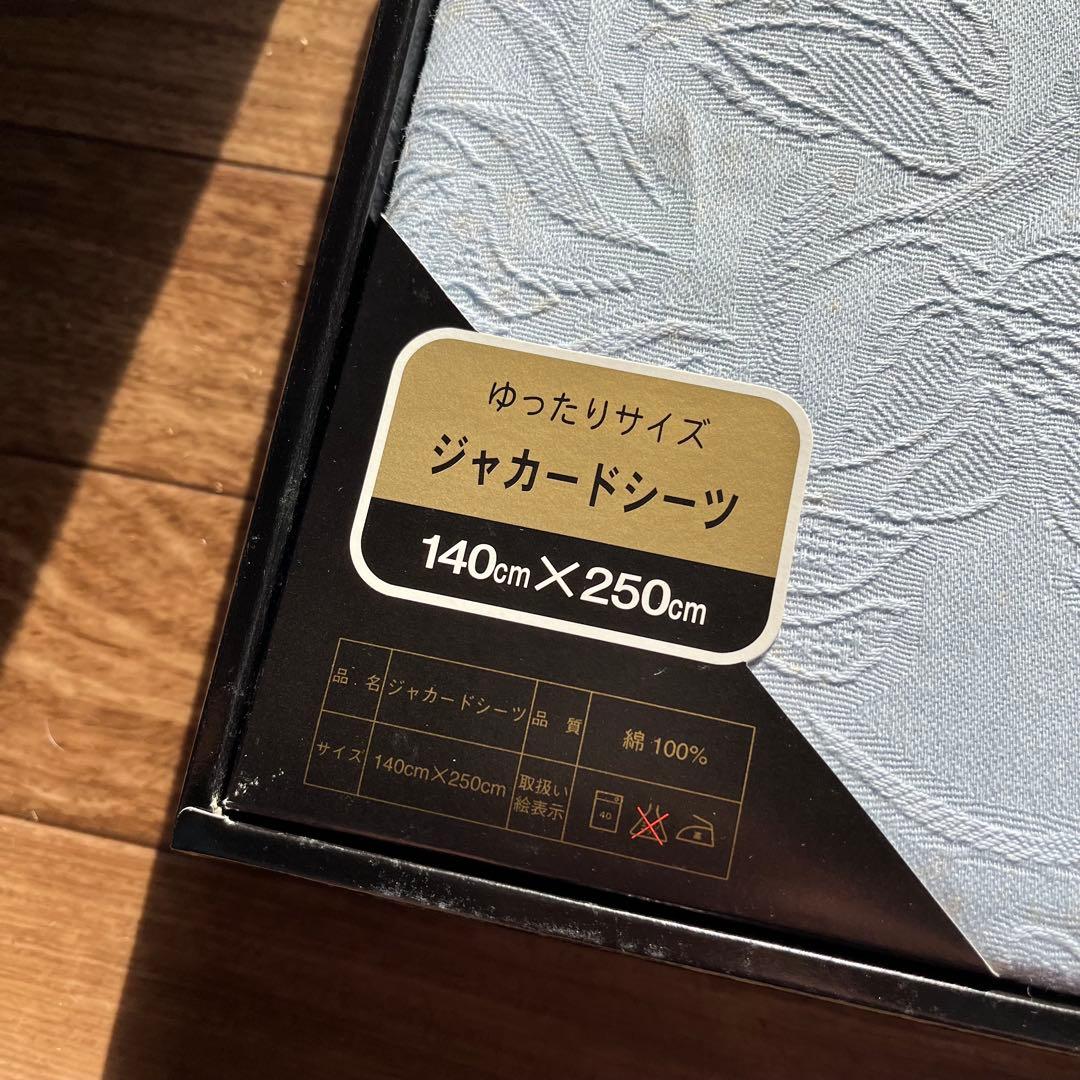 ゆったりサイズ
ジャカードシーツ
140cm×250cm
品.名 ジャカードシーツ 品 質 綿 100%
サイズ 140cm×250cm 取扱い絵表示 40